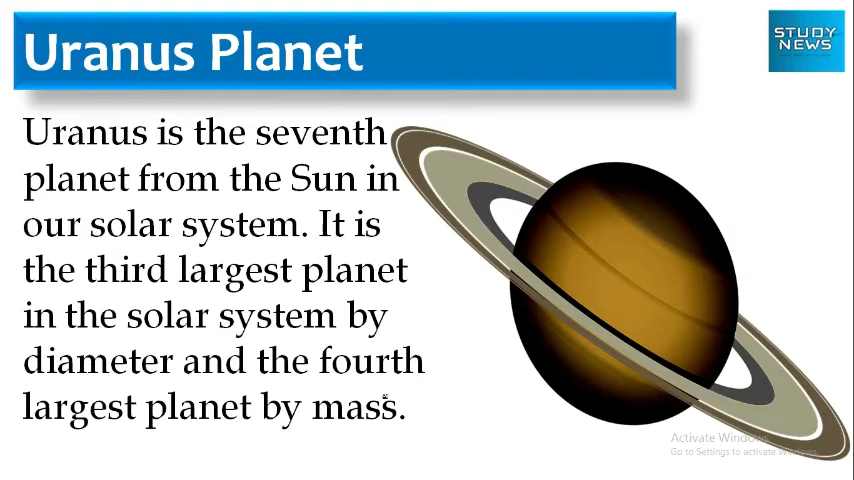 Uranus Planet
STUDY
NEWS
Uranus is the seventh
planet from the Sun in
our solar system. It is
the third largest planet
in the solar system by
diameter and the fourth
largest planet by mass.
Activate Windows
Go to Settings to activate Windows.